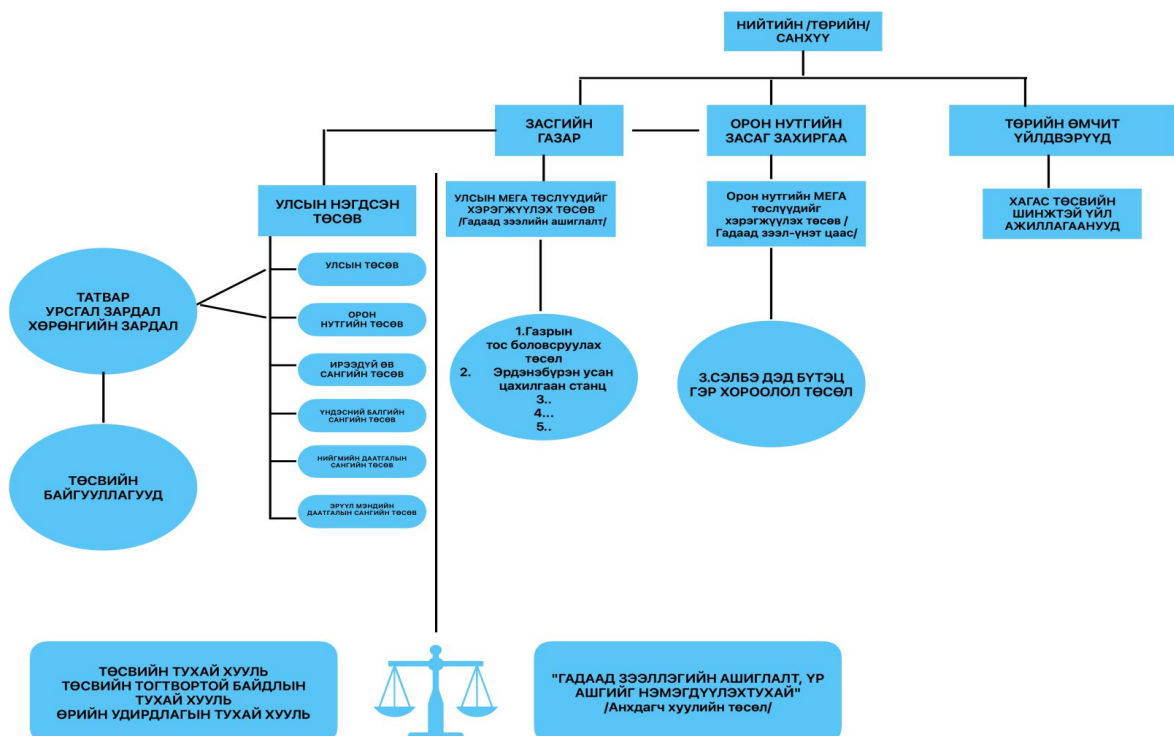 НИЙТИЙН /ТӨРИЙН/
САНХҮҮ
ЗАСГИЙН
ГАЗАР
ОРОН НУТГИЙН
ЗАСАГ ЗАХИРГАА
ТӨРИЙН ӨМЧИТ
ҮЙЛДВЭРҮҮД
УЛСЫН НЭГДСЭН
ТӨСӨВ
УЛСЫН МЕГА ТӨСЛҮҮДИЙГ
ХЭРЭГЖҮҮЛЭХ ТӨСӨВ
/Гадаад зээлийн ашиглалт/
Орон нутгийн МЕГА
төслүүдийг
хэрэгжүүлэх төсөв /
Гадаад зээл-үнэт цаас/
ХАГАС ТӨСВИЙН
ШИНЖТЭЙ ҮЙЛ
АЖИЛЛАГААНУУД
ТАТВАР
УРСГАЛ ЗАРДАЛ
ХӨРӨНГИЙН ЗАРДАЛ
ТӨСВИЙН
БАЙГУУЛЛАГУУД
УЛСЫН ТӨСӨВ
ОРОН
НУТГИЙН ТӨСӨВ
ИРЭЭДҮЙ ӨВ
САНГИЙН ТӨСӨВ
ҮНДЭСНИЙ БАЛГИЙН
САНГИЙН ТӨСӨВ
НИЙГМИЙН ДААТГАЛЫН
САНГИЙН ТӨСӨВ
ЭРҮҮЛ МЭНДИЙН
ДААТГАЛЫН САНГИЙН ТӨСӨВ
1.Газрын
тос боловсруулах
төсөл
2. Эрдэнэбүрэн усан
цахилгаан станц
3..
4...
5..
3.СЭЛБЭ ДЭД БҮТЭЦ
ГЭР ХОРООЛОЛ ТӨСӨЛ
ТӨСВИЙН ТУХАЙ ХУУЛЬ
ТӨСВИЙН ТОГТВОРТОЙ БАЙДЛЫН
ТУХАЙ ХУУЛЬ
ӨРИЙН УДИРДЛАГЫН ТУХАЙ ХУУЛЬ
"ГАДААД ЗЭЭЛЛЭГИЙН АШИГЛАЛТ, ҮР
АШГИЙГ НЭМЭГДҮҮЛЭХТУХАЙ"
/Анхдагч хуулийн төсөл/